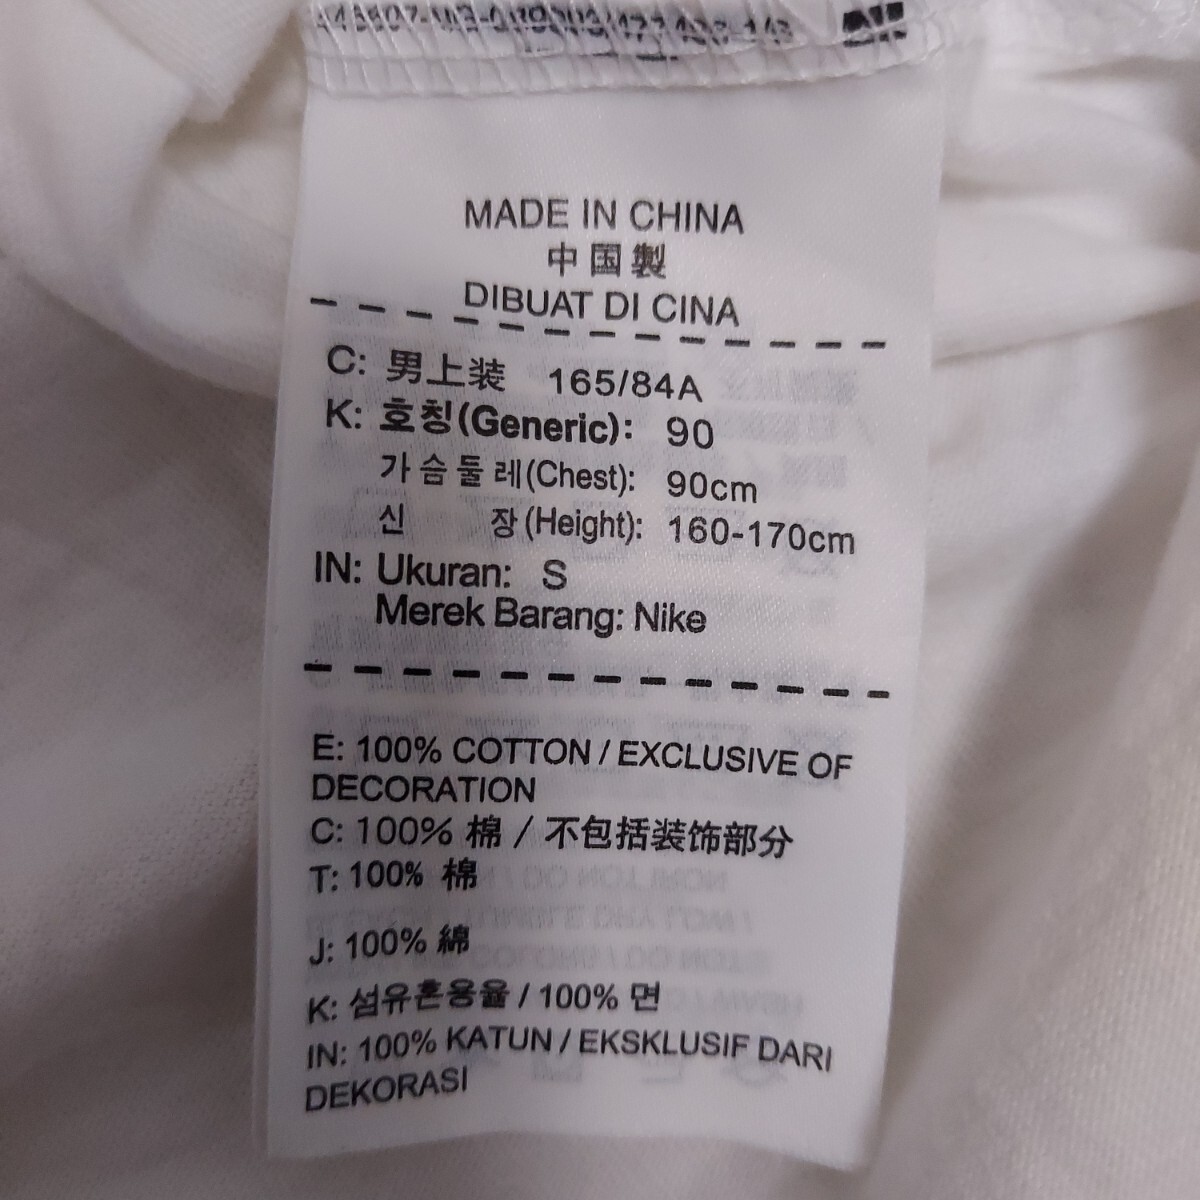 MADE IN CHINA
中国製
DIBUAT DI CINA
C: 男上装 165/84A
K: 호칭(Generic): 90
가슴둘레(Chest): 90cm
신 장(Height): 160-170cm
IN: Ukuran: S
Merek Barang: Nike
E: 100% COTTON / EXCLUSIVE OF
DECORATION
C: 100% 棉 / 不包括装饰部分
T: 100% 棉
J: 100% 綿
K: 섬유혼용율 / 100% 면
IN: 100% KATUN / EKSKLUSIF DARI
DEKORASI